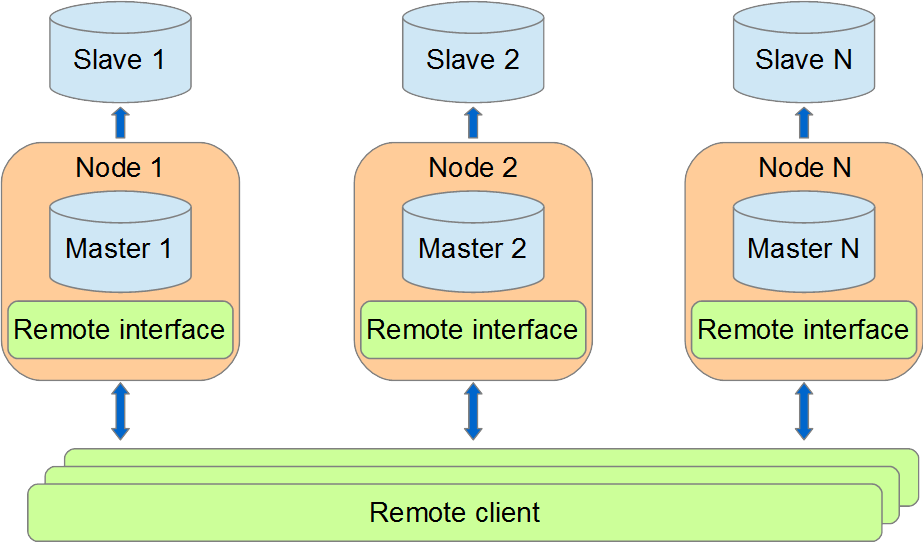 Slave 1
Slave 2
Slave N
Node 1
Node 2
Node N
Master 1
Master 2
Master N
Remote interface
Remote interface
Remote interface
Remote client